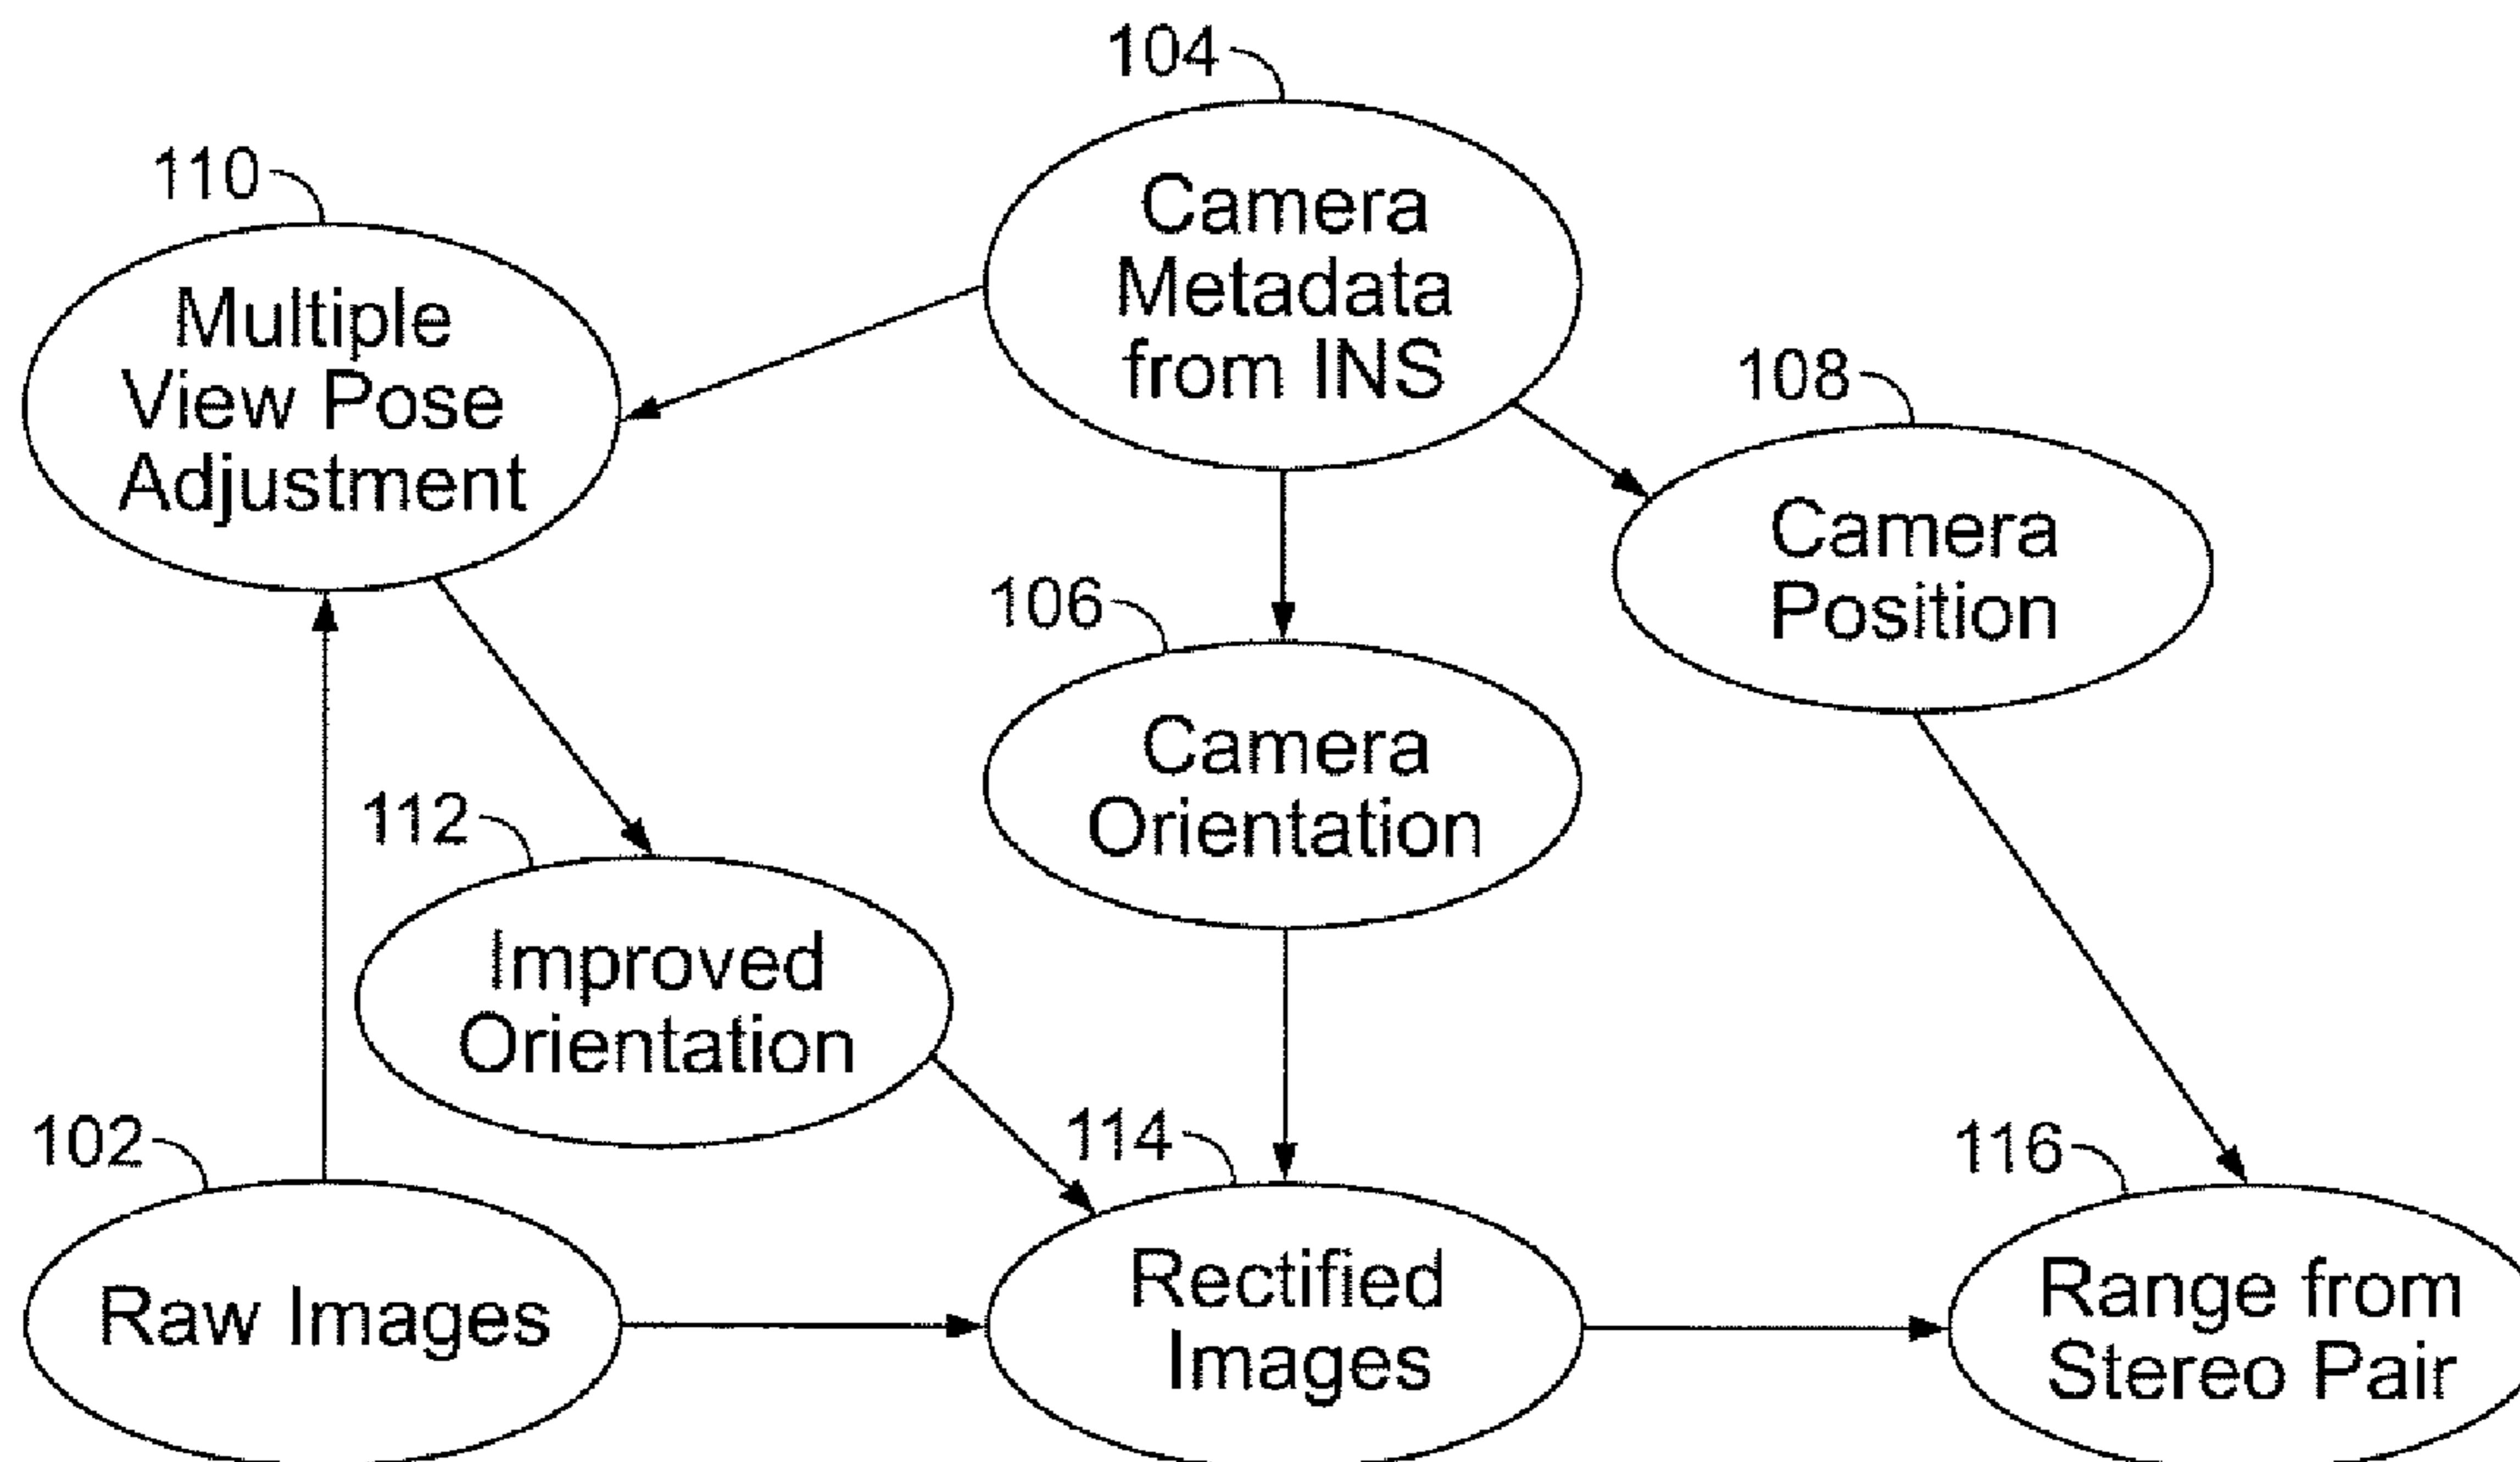 104
Camera
Metadata
from INS
110
Multiple
View Pose
Adjustment
108
Camera
Position
106
Camera
Orientation
112
Improved
Orientation
102
Raw Images
114
Rectified
Images
116
Range from
Stereo Pair